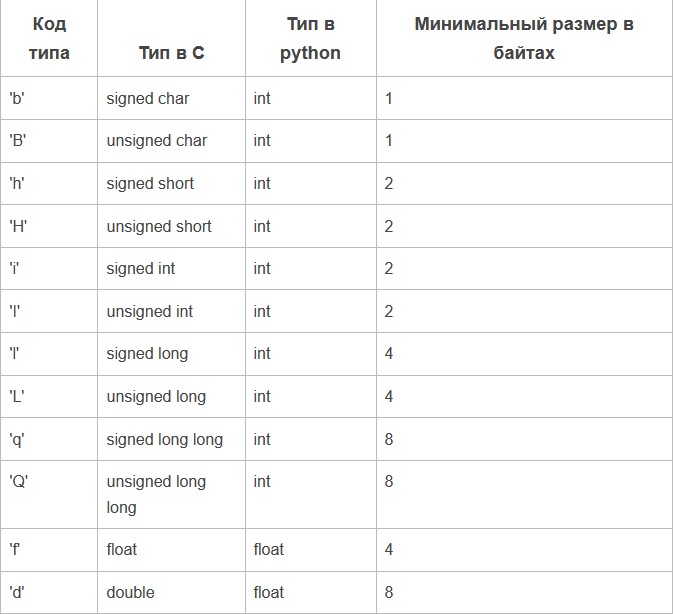 Код типа | Тип в C | Тип в python | Минимальный размер в байтах
'b' | signed char | int | 1
'B' | unsigned char | int | 1
'h' | signed short | int | 2
'H' | unsigned short | int | 2
'i' | signed int | int | 2
'I' | unsigned int | int | 2
'l' | signed long | int | 4
'L' | unsigned long | int | 4
'q' | signed long long | int | 8
'Q' | unsigned long long | int | 8
'f' | float | float | 4
'd' | double | float | 8